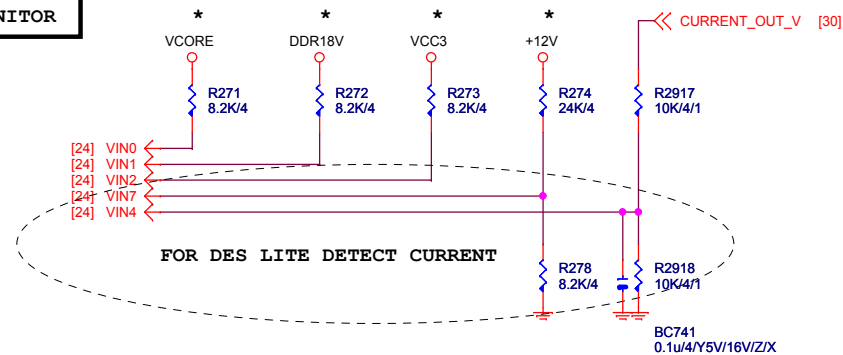 NITOR
* * * *
VCORE DDR18V VCC3 +12V
CURRENT_OUT_V [30]
R271
8.2K/4
R272
8.2K/4
R273
8.2K/4
R274
24K/4
R2917
10K/4/1
[24] VIN0
[24] VIN1
[24] VIN2
[24] VIN7
[24] VIN4
FOR DES LITE DETECT CURRENT
R278
8.2K/4
R2918
10K/4/1
BC741
0.1u/4/Y5V/16V/Z/X